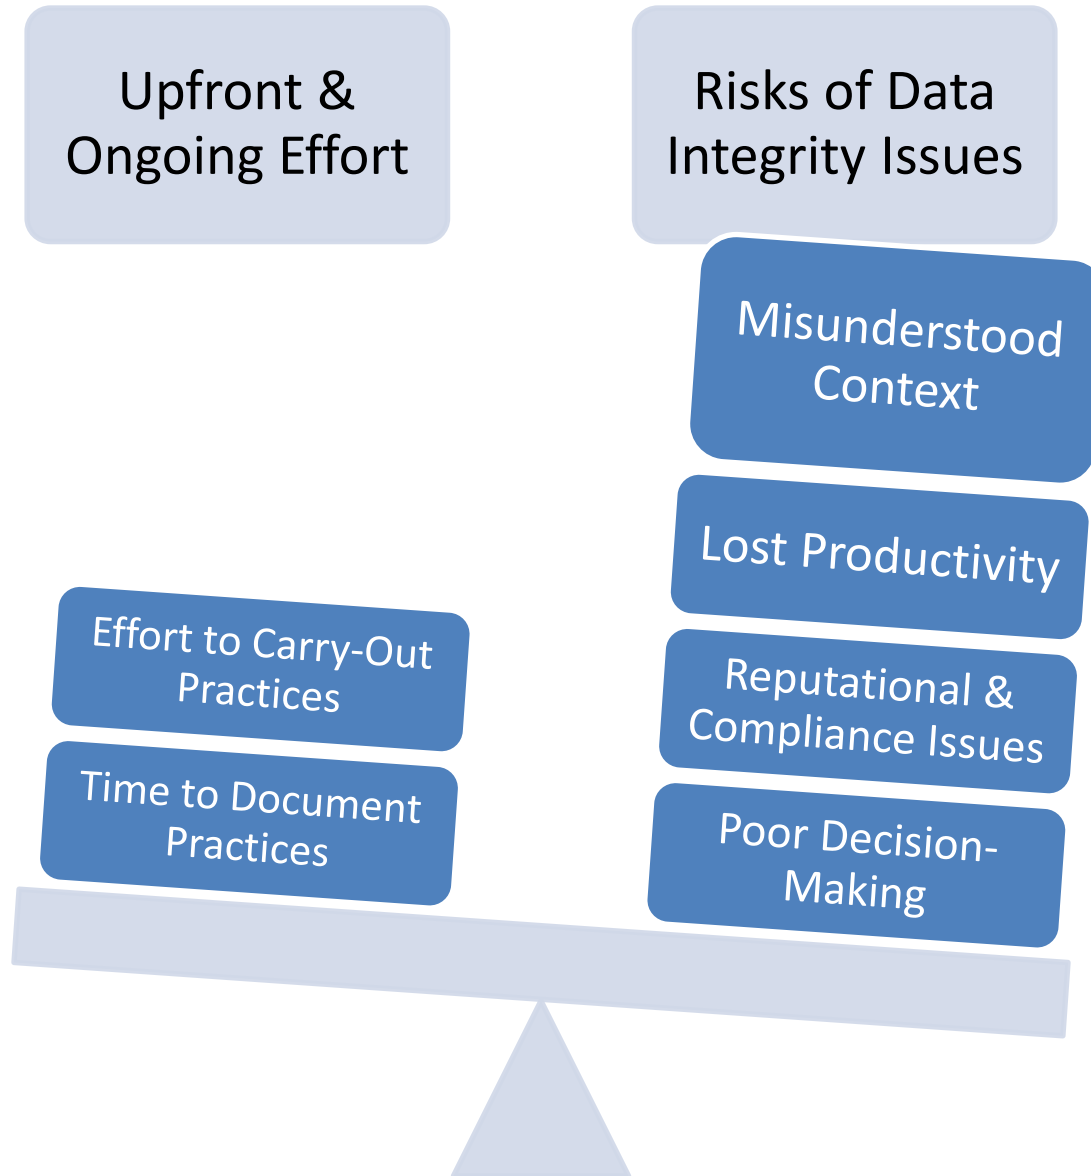 Upfront &
Ongoing Effort
Risks of Data
Integrity Issues
Misunderstood
Context
Lost Productivity
Reputational &
Compliance Issues
Poor Decision-
Making
Effort to Carry-Out
Practices
Time to Document
Practices